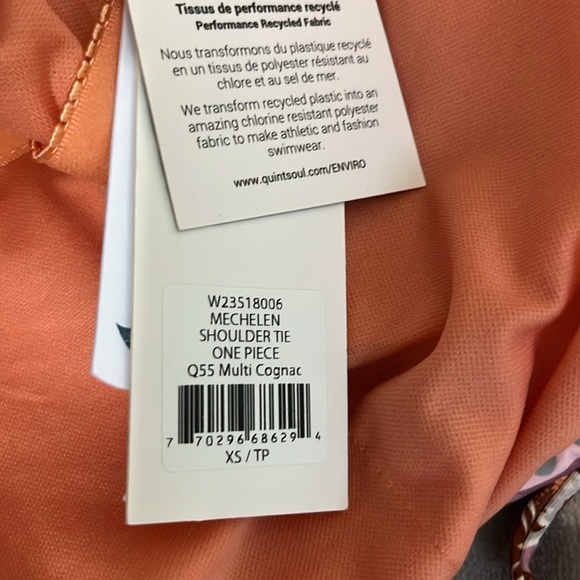 Tissus de performance recyclé
Performance Recycled Fabric
Nous transformons du plastique recyclé
en un tissus de polyester résistant au
chlore et au sel de mer.
We transform recycled plastic into an
amazing chlorine resistant polyester
fabric to make athletic and fashion
swimwear.
www.quintsoul.com/ENVIRO
W23518006
MECHELEN
SHOULDER TIE
ONE PIECE
Q55 Multi Cognac
7 70296 68629 4
XS / TP